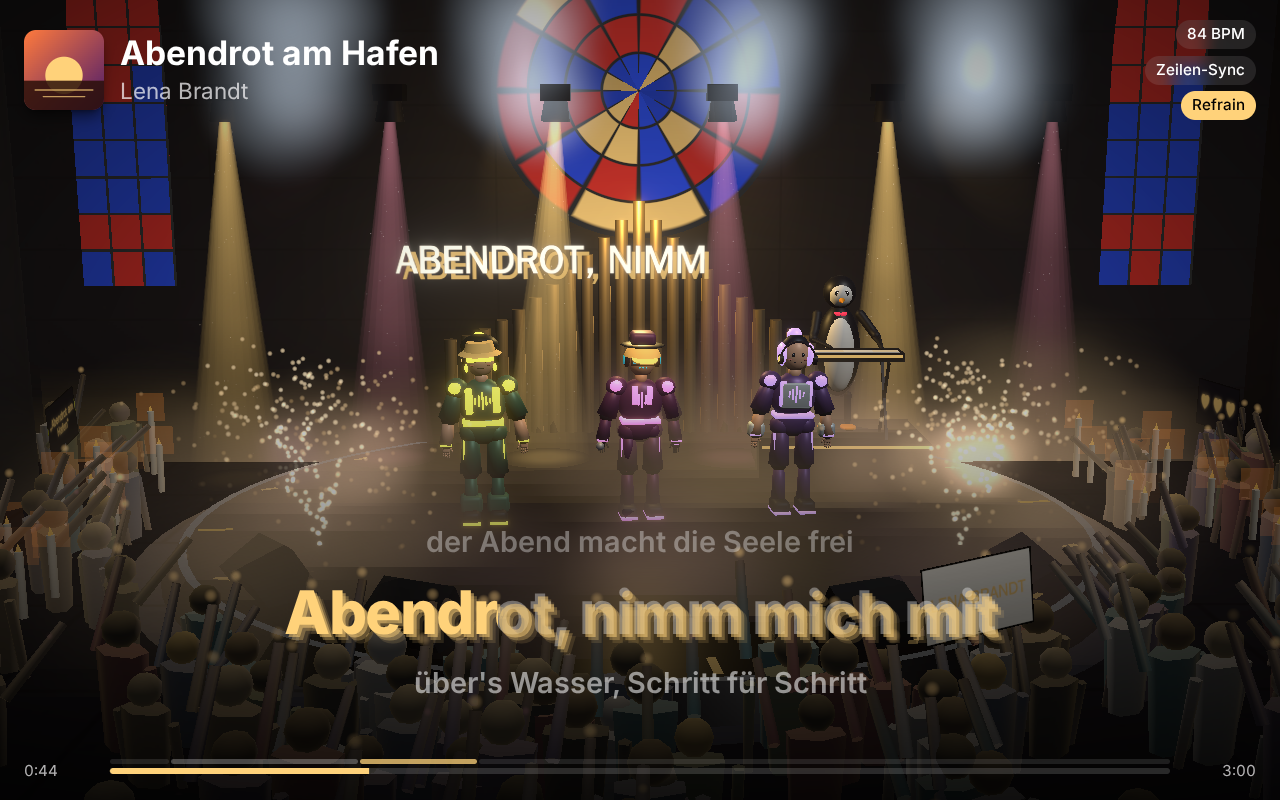 Abendrot am Hafen
Lena Brandt
84 BPM
Zeilen-Sync
Refrain
ABENDROT, NIMM
der Abend macht die Seele frei
Abendrot, nimm mich mit
über's Wasser, Schritt für Schritt
0:44
3:00